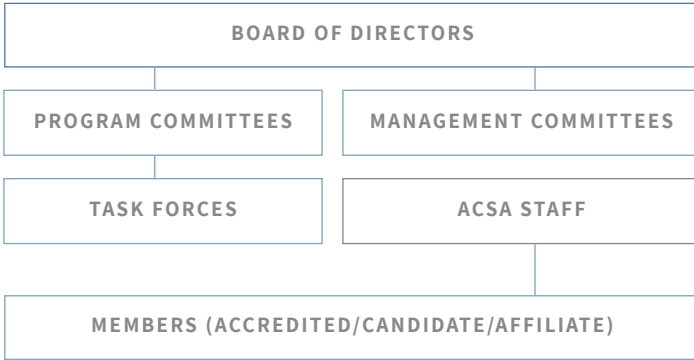 BOARD OF DIRECTORS
PROGRAM COMMITTEES
MANAGEMENT COMMITTEES
TASK FORCES
ACSA STAFF
MEMBERS (ACCREDITED/CANDIDATE/AFFILIATE)